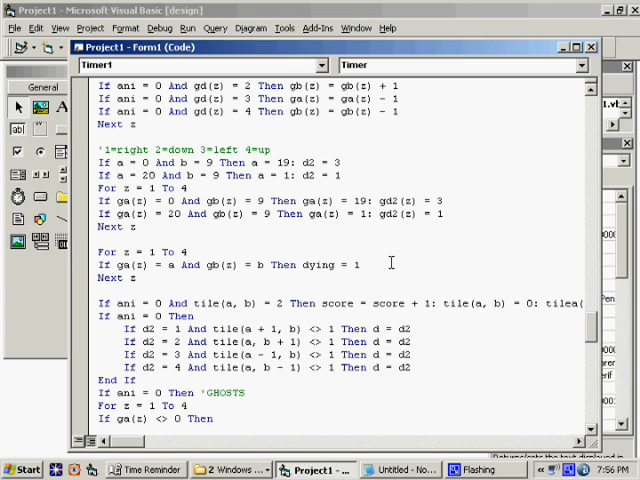 Project1 - Microsoft Visual Basic [design]
File Edit View Project Format Debug Run Query Diagram Tools Add-Ins Window Help
Project1 - Form1 (Code)
Timer1 Timer
General
If ani = 0 And gd(z) = 2 Then gb(z) = gb(z) + 1
If ani = 0 And gd(z) = 3 Then ga(z) = ga(z) - 1
If ani = 0 And gd(z) = 4 Then gb(z) = gb(z) - 1
Next z
'1=right 2=down 3=left 4=up
If a = 0 And b = 9 Then a = 19: d2 = 3
If a = 20 And b = 9 Then a = 1: d2 = 1
For z = 1 To 4
If ga(z) = 0 And gb(z) = 9 Then ga(z) = 19: gd2(z) = 3
If ga(z) = 20 And gb(z) = 9 Then ga(z) = 1: gd2(z) = 1
Next z
For z = 1 To 4
If ga(z) = a And gb(z) = b Then dying = 1
Next z
If ani = 0 And tile(a, b) = 2 Then score = score + 1: tile(a, b) = 0: tilea(
If ani = 0 Then
If d2 = 1 And tile(a + 1, b) <> 1 Then d = d2
If d2 = 2 And tile(a, b + 1) <> 1 Then d = d2
If d2 = 3 And tile(a - 1, b) <> 1 Then d = d2
If d2 = 4 And tile(a, b - 1) <> 1 Then d = d2
End If
If ani = 0 Then 'GHOSTS
For z = 1 To 4
If ga(z) <> 0 Then
Start Time Reminder 2 Windows ... Project1 - ... Untitled - No... Flashing 7:56 PM